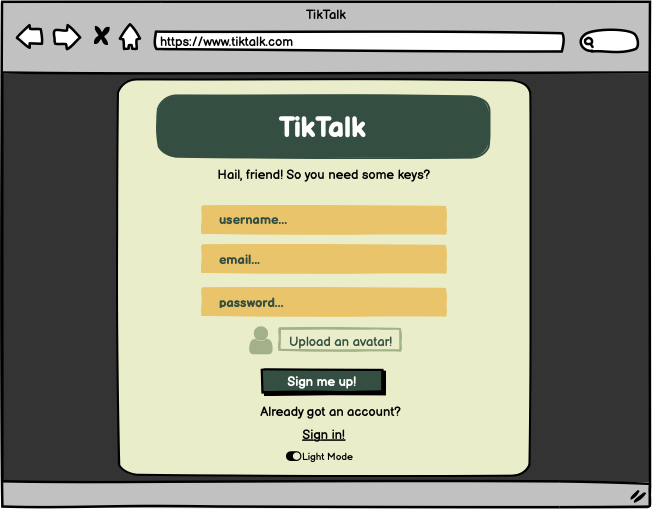 TikTalk
https://www.tiktalk.com
TikTalk
Hail, friend! So you need some keys?
username...
email...
password...
Upload an avatar!
Sign me up!
Already got an account?
Sign in!
Light Mode